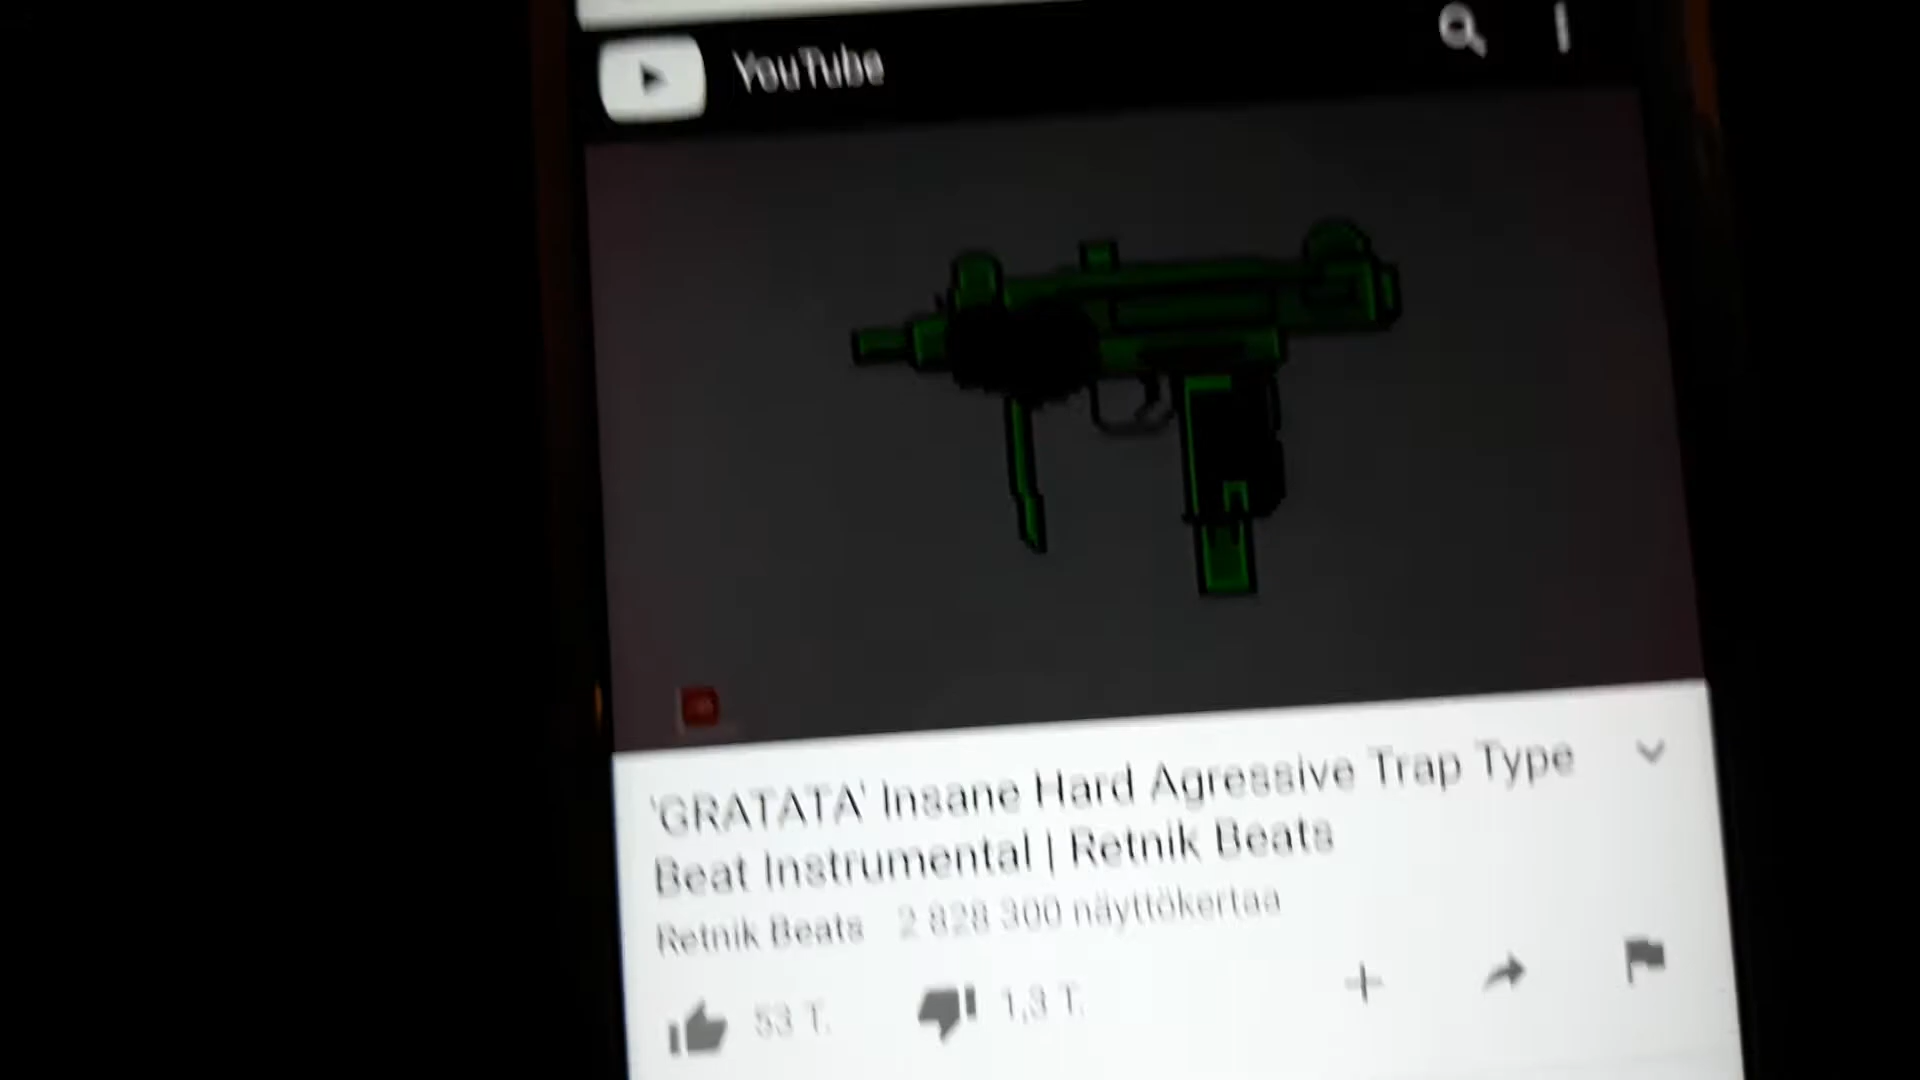 YouTube
'GRATATA' Insane Hard Agressive Trap Type
Beat Instrumental | Retnik Beats
Retnik Beats 2 828 300 näyttökertaa
53 T. 1,3 T.